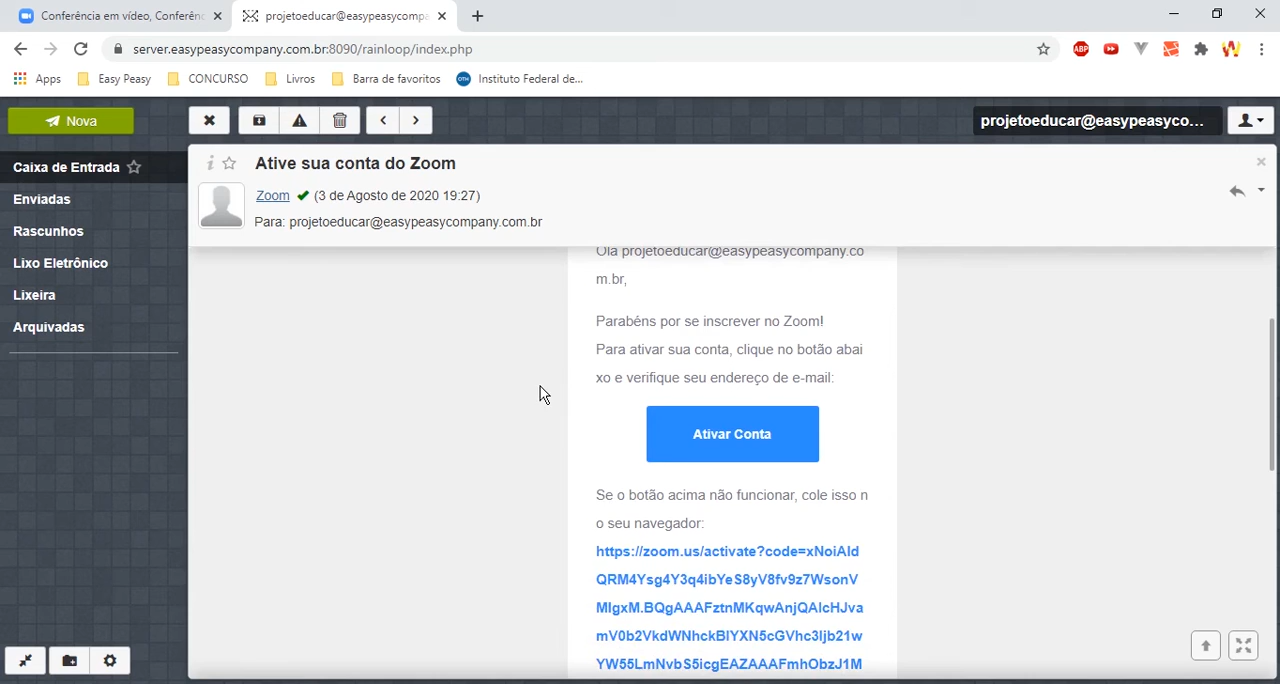 Conferência em vídeo, Conferênc
projetoeducar@easypeasycompa
server.easypeasycompany.com.br:8090/rainloop/index.php
ABP
Apps
Easy Peasy
CONCURSO
Livros
Barra de favoritos
Instituto Federal de...
Nova
projetoeducar@easypeasyco...
Caixa de Entrada
Enviadas
Rascunhos
Lixo Eletrônico
Lixeira
Arquivadas
Ative sua conta do Zoom
Zoom (3 de Agosto de 2020 19:27)
Para: projetoeducar@easypeasycompany.com.br
Olá projetoeducar@easypeasycompany.co
m.br,
Parabéns por se inscrever no Zoom!
Para ativar sua conta, clique no botão abai
xo e verifique seu endereço de e-mail:
Ativar Conta
Se o botão acima não funcionar, cole isso n
o seu navegador:
https://zoom.us/activate?code=xNoiAld
QRM4Ysg4Y3q4ibYeS8yV8fv9z7WsonV
MIgxM.BQgAAAFztnMKqwAnjQAlcHJva
mV0b2VkdWNhckBlYXN5cGVhc3ljb21w
YW55LmNvbS5icgEAZAAAFmhObzJ1M